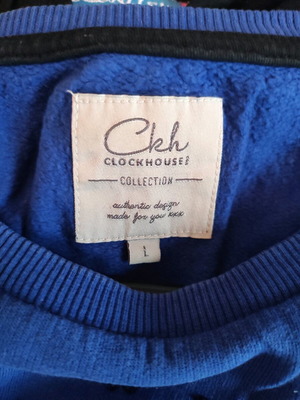 Ckh
CLOCKHOUSE
COLLECTION
authentic design
made for you xxx
L